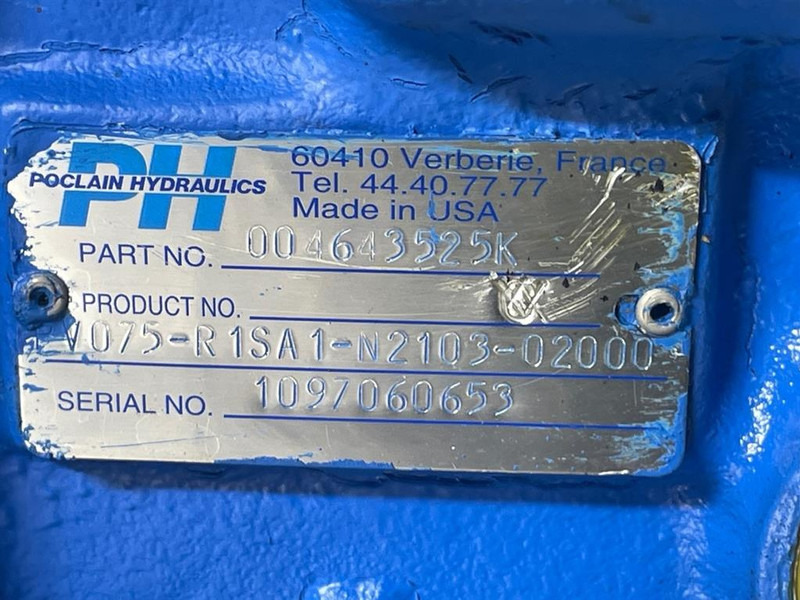 PH
POCLAIN HYDRAULICS
60410 Verberie, France
Tel. 44.40.77.77
Made in USA
PART NO. 004643525K
PRODUCT NO.
V075-R1SA1-N2103-02000
SERIAL NO. 1097060653